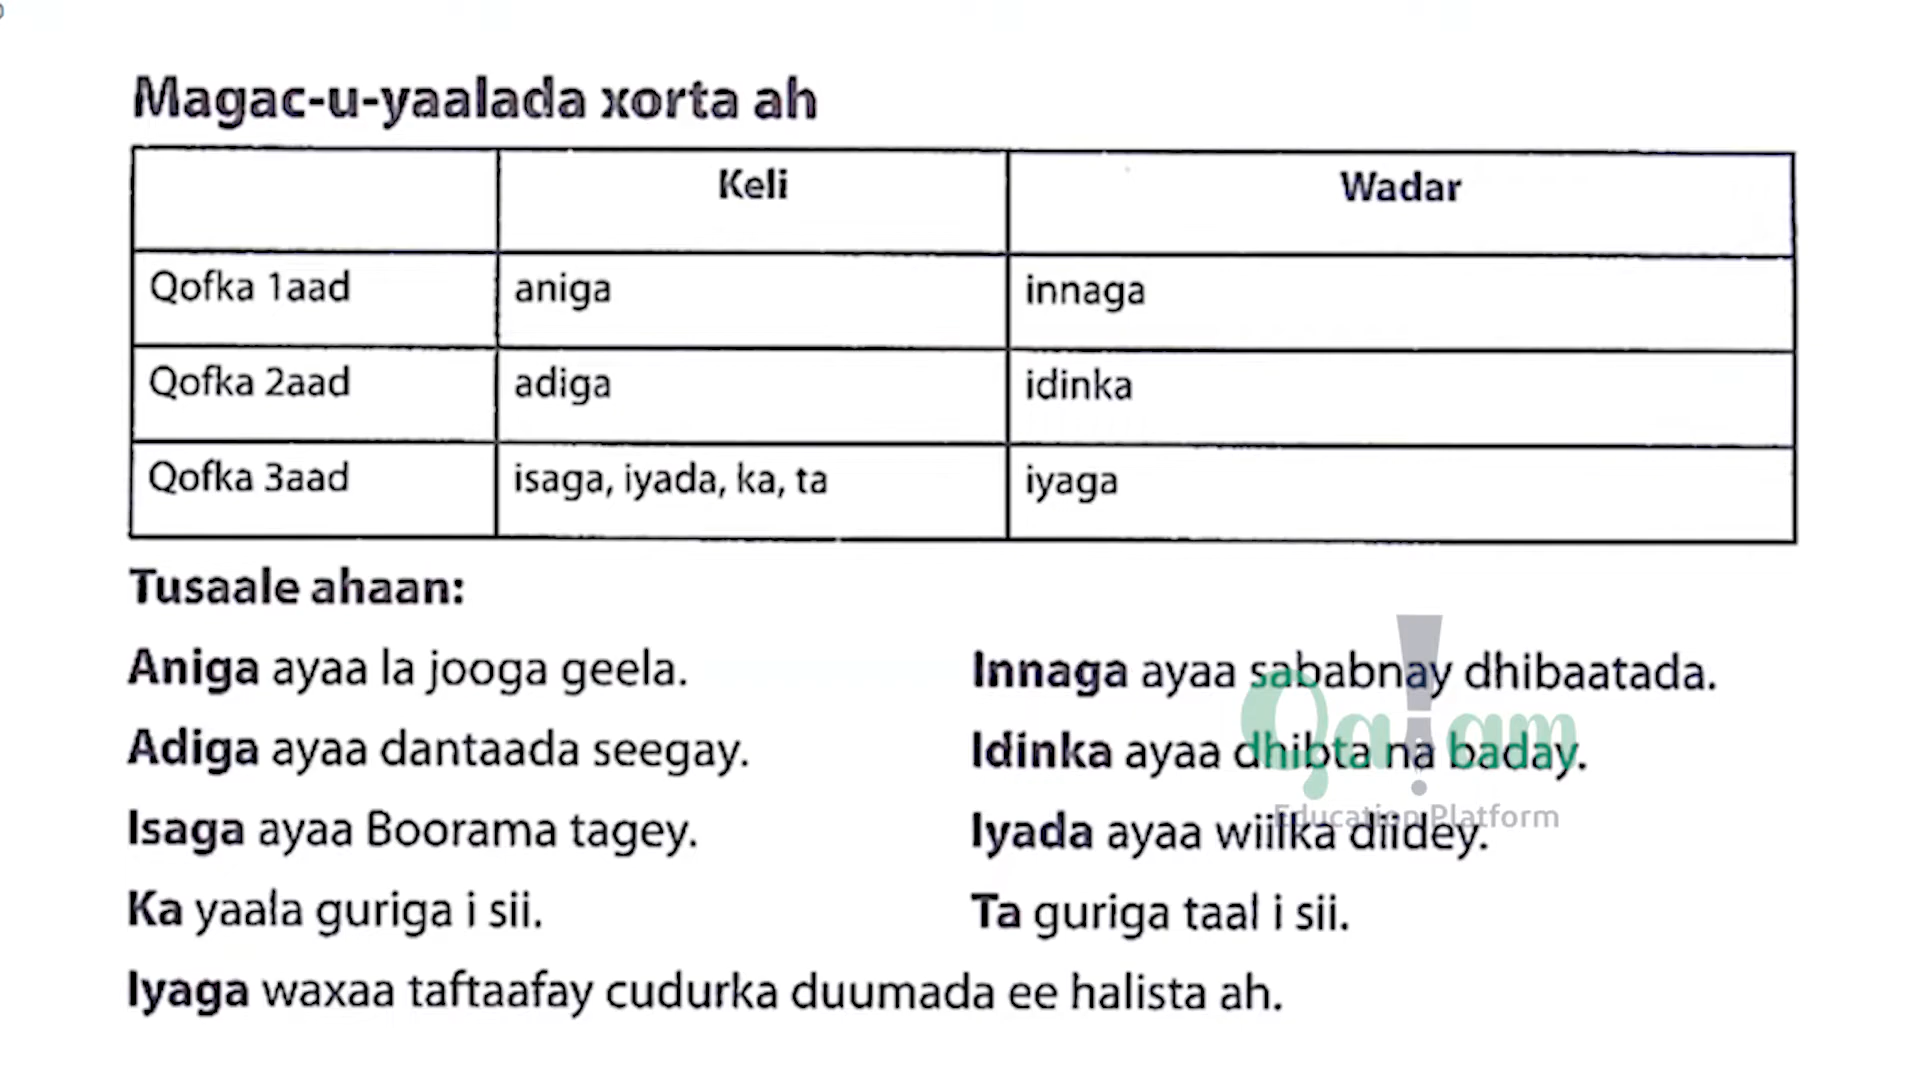 Magac-u-yaalada xorta ah
Keli Wadar
Qofka 1aad aniga innaga
Qofka 2aad adiga idinka
Qofka 3aad isaga, iyada, ka, ta iyaga
Tusaale ahaan:
Aniga ayaa la jooga geela. Innaga ayaa sababnay dhibaatada.
Adiga ayaa dantaada seegay. Idinka ayaa dhibta na baday.
Isaga ayaa Boorama tagey. Iyada ayaa wiilka diidey.
Ka yaala guriga i sii. Ta guriga taal i sii.
Iyaga waxaa taftaafay cudurka duumada ee halista ah.
Qalam
Education Platform